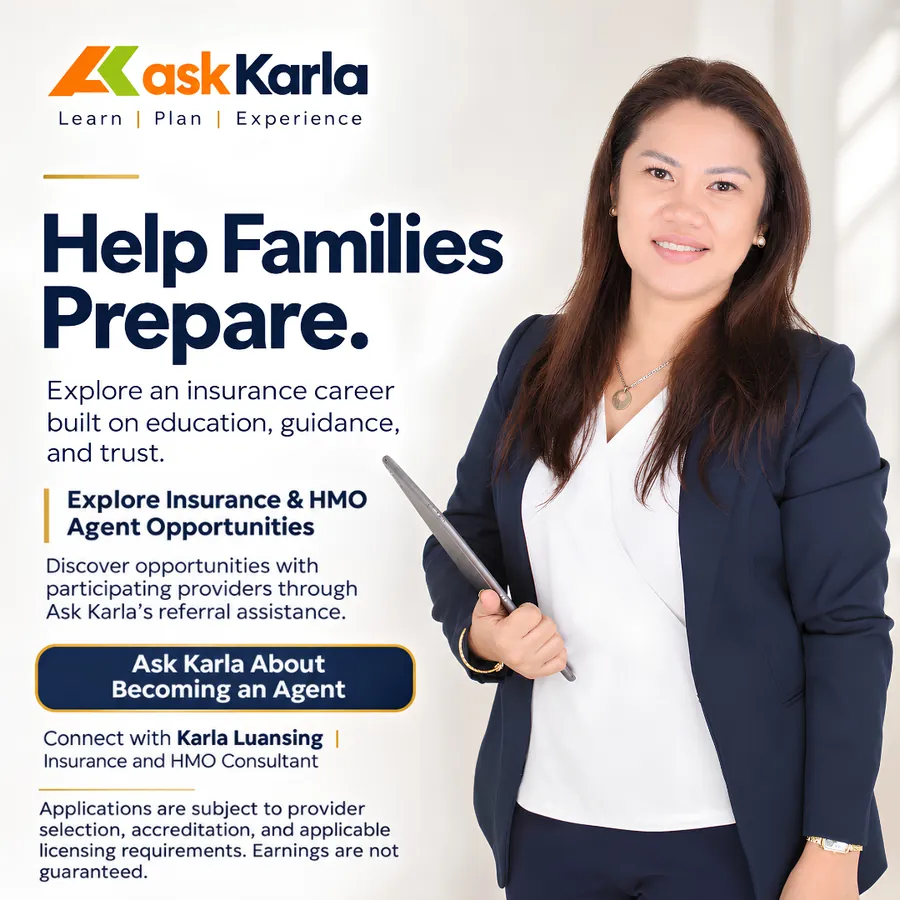 AK ask Karla
Learn | Plan | Experience
Help Families
Prepare.
Explore an insurance career
built on education, guidance,
and trust.
Explore Insurance & HMO
Agent Opportunities
Discover opportunities with
participating providers through
Ask Karla's referral assistance.
Ask Karla About
Becoming an Agent
Connect with Karla Luansing |
Insurance and HMO Consultant
Applications are subject to provider
selection, accreditation, and applicable
licensing requirements. Earnings are not
guaranteed.